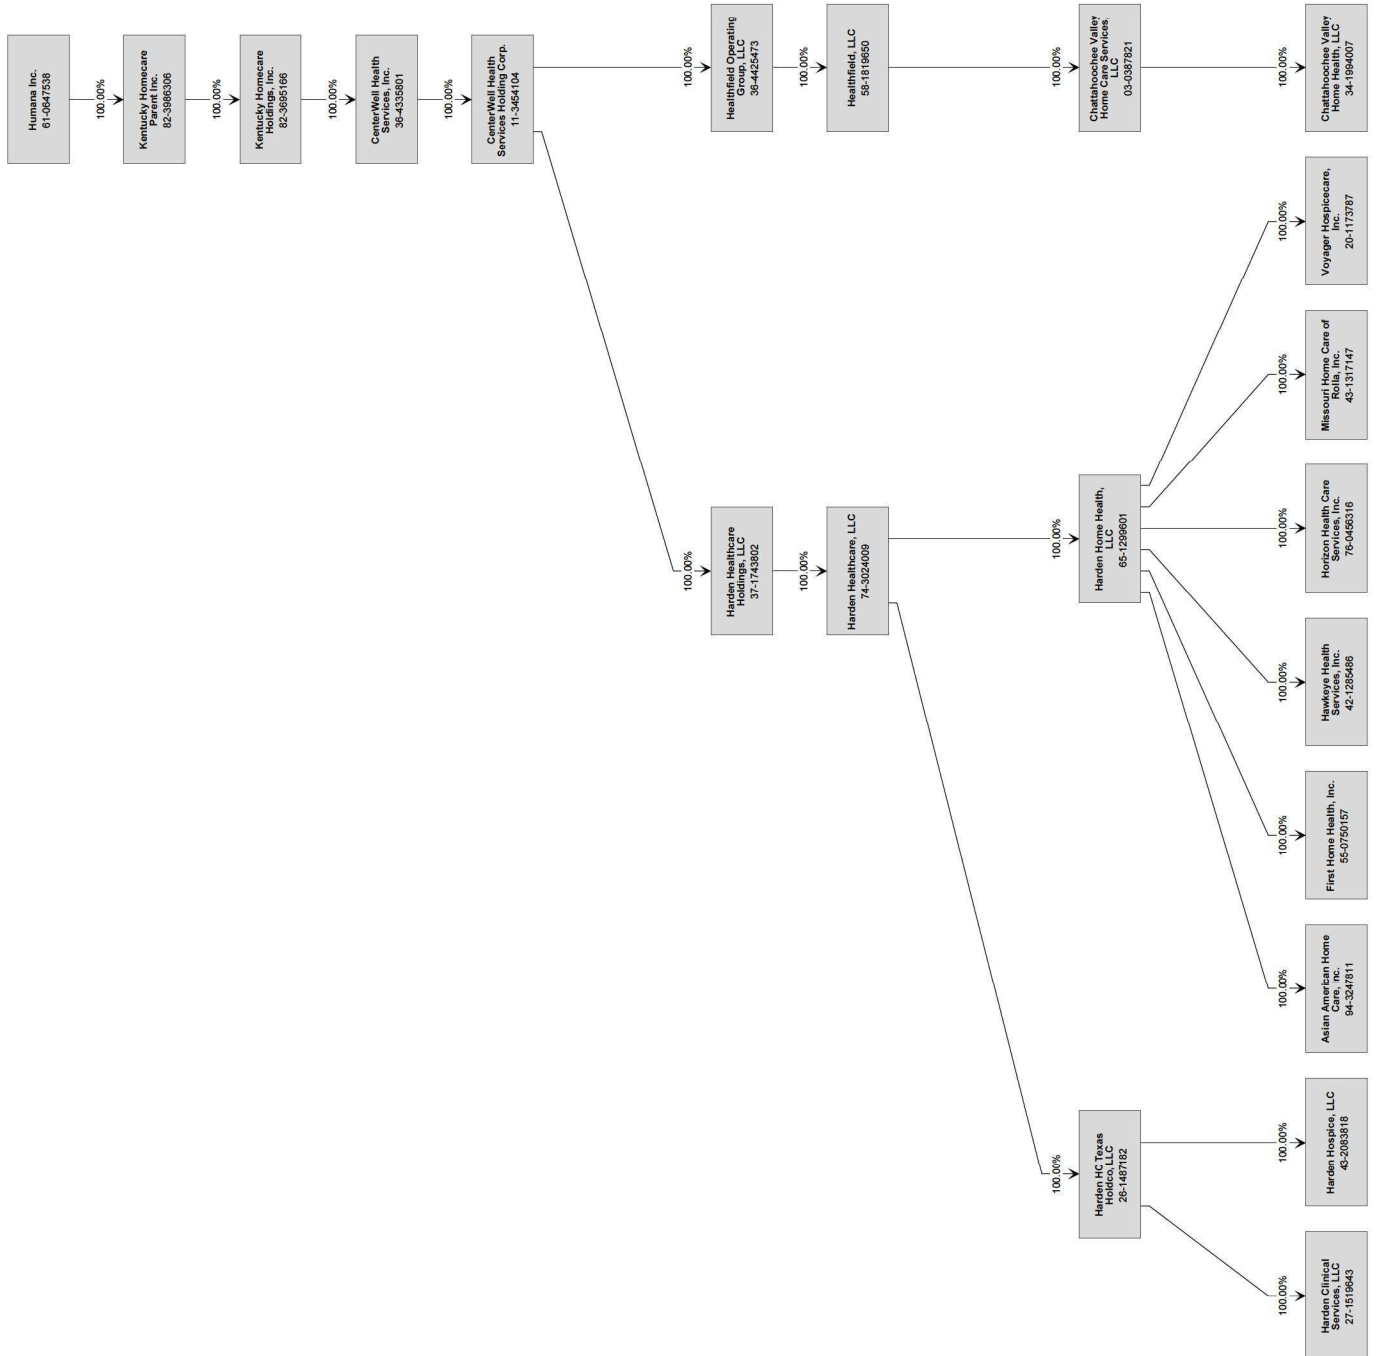 Humana Inc.
61-0647538
100.00%
Kentucky Homecare
Parent Inc.
82-3986306
100.00%
Kentucky Homecare
Holdings, Inc.
82-3695166
100.00%
CenterWell Health
Services, Inc.
36-4335801
100.00%
CenterWell Health
Services Holding Corp.
11-3454104
100.00%
Harden Healthcare
Holdings, LLC
37-1743802
100.00%
Healthfield Operating
Group, LLC
36-4425473
100.00%
Harden Healthcare, LLC
74-3024009
100.00%
Healthfield, LLC
58-1819650
100.00%
Harden HC Texas
Holdco, LLC
26-1487182
100.00%
Harden Home Health,
LLC
65-1299601
100.00%
Chattahoochee Valley
Home Care Services,
LLC
03-0387821
100.00%
Harden Clinical
Services, LLC
27-1519643
100.00%
Harden Hospice, LLC
43-2083818
100.00%
Asian American Home
Care, Inc.
94-3247811
100.00%
First Home Health, Inc.
55-0750157
100.00%
Hawkeye Health
Services, Inc.
42-1285486
100.00%
Horizon Health Care
Services, Inc.
76-0456316
100.00%
Missouri Home Care of
Rolla, Inc.
43-1317147
100.00%
Voyager Hospicecare,
Inc.
20-1173787
100.00%
Chattahoochee Valley
Home Health, LLC
34-1994007